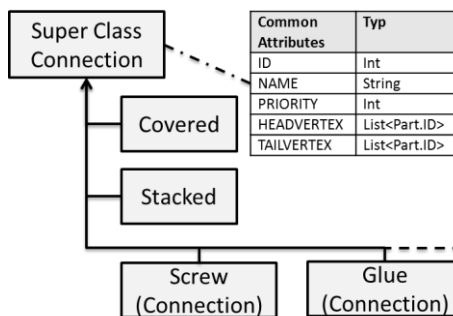 Super Class
Connection
Common
Attributes
Typ
ID
Int
NAME
String
PRIORITY
Int
HEADVERTEX
List<Part.ID>
TAILVERTEX
List<Part.ID>
Covered
Stacked
Screw
(Connection)
Glue
(Connection)